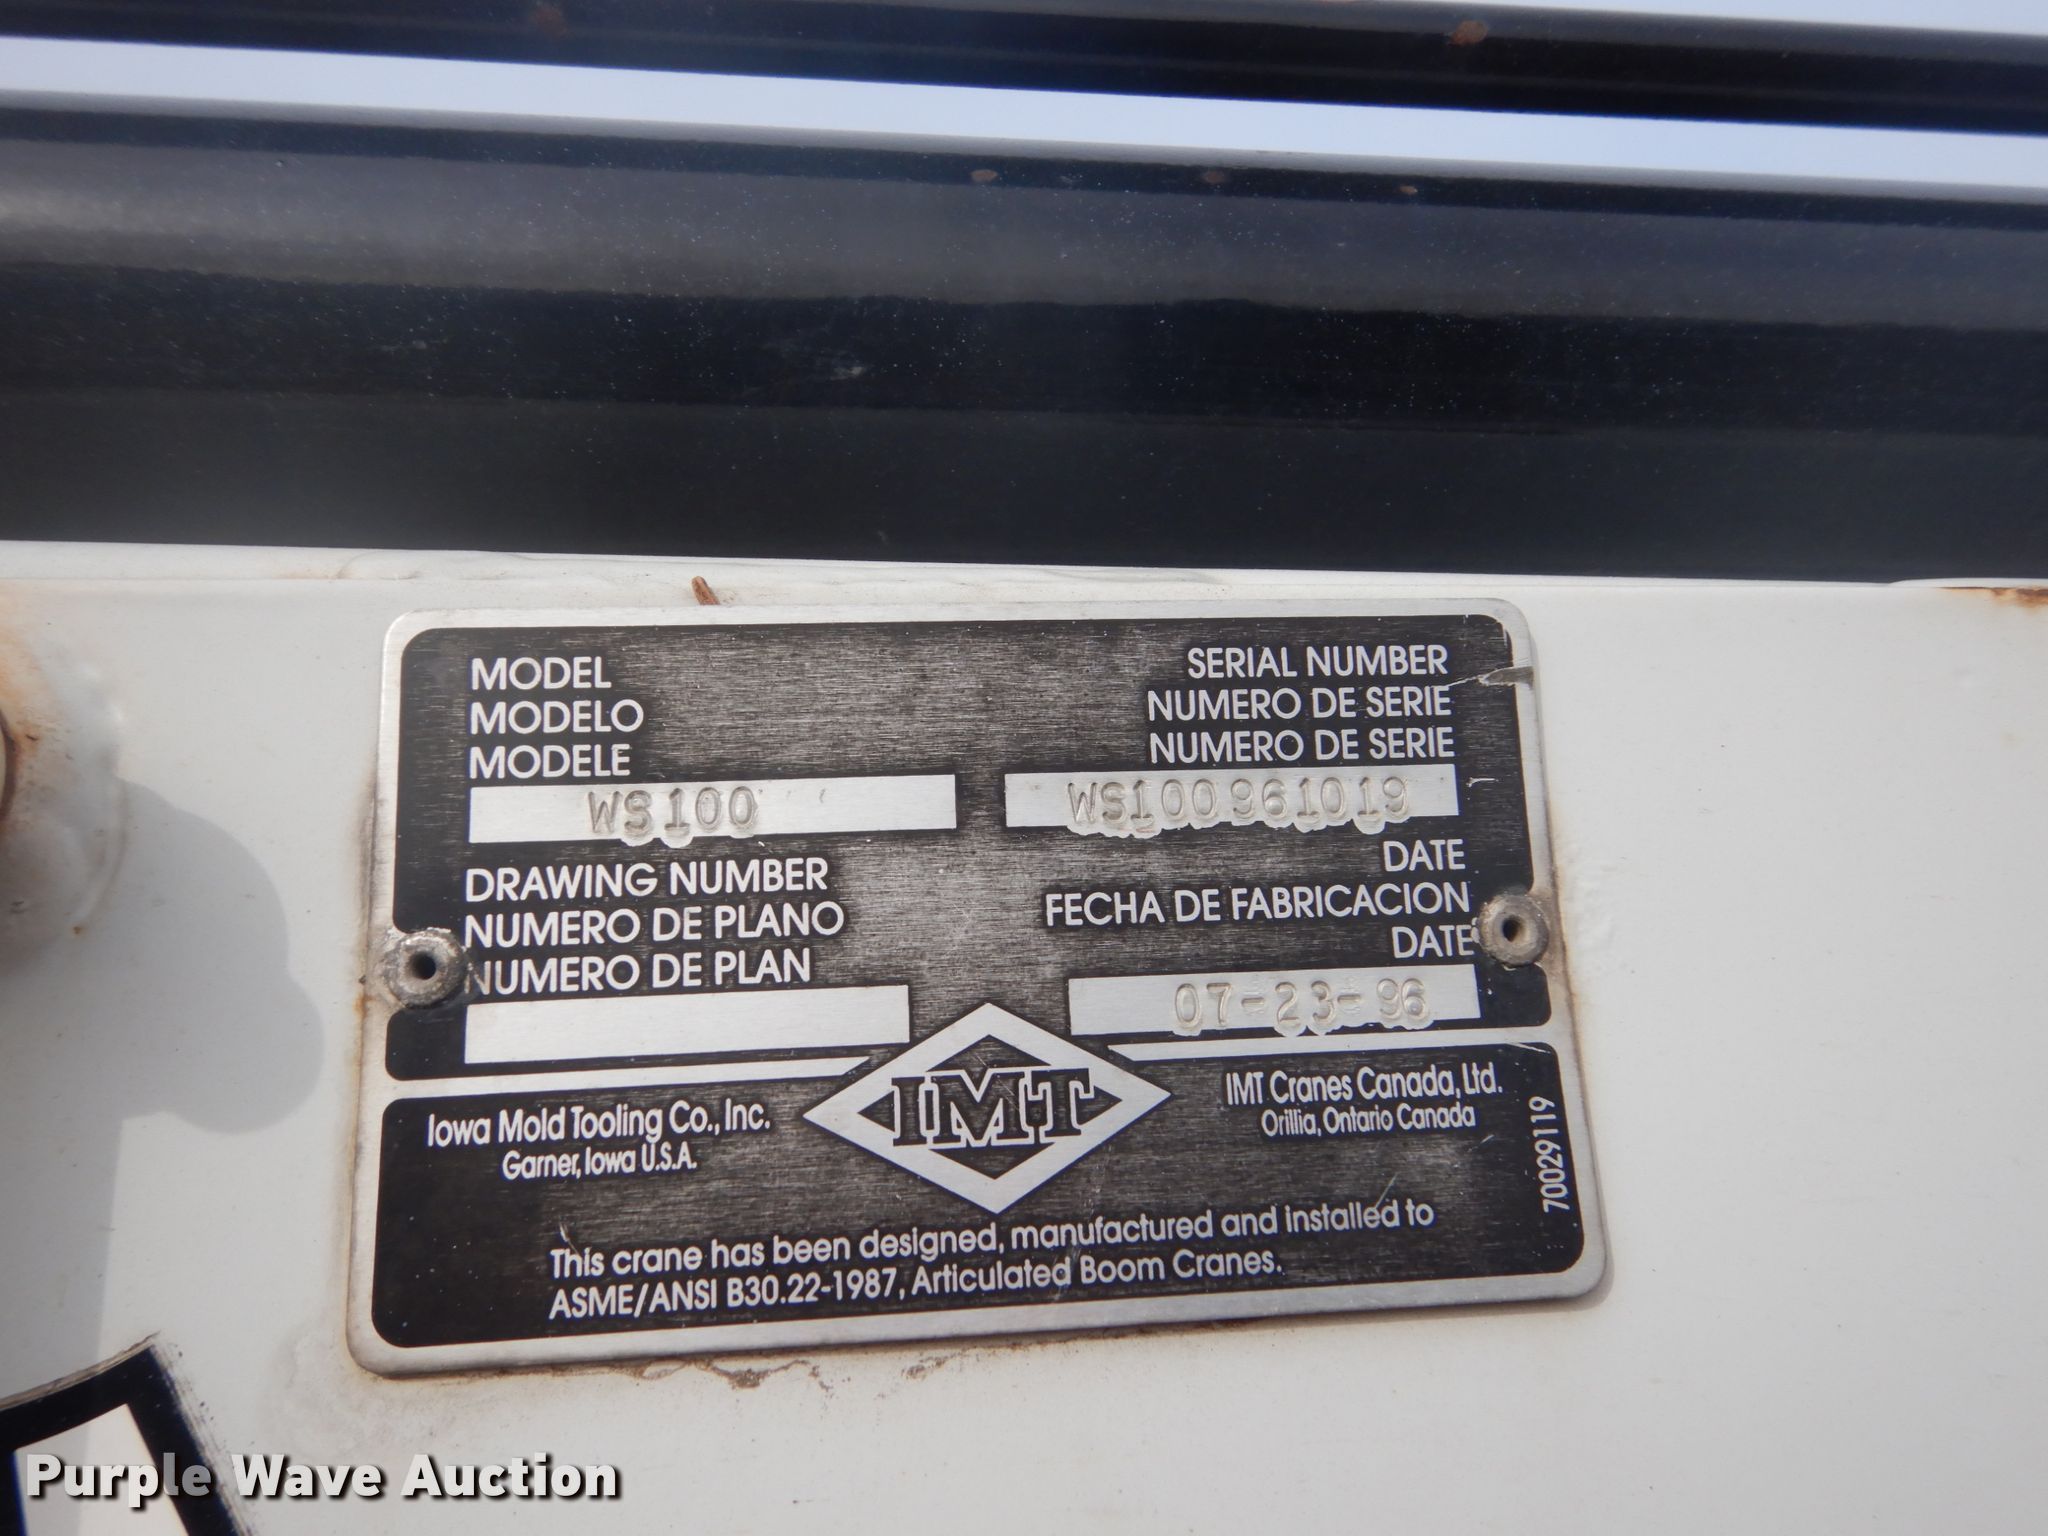 MODEL
MODELO
MODELE
WS100
SERIAL NUMBER
NUMERO DE SERIE
NUMERO DE SERIE
WS100961019
DRAWING NUMBER
NUMERO DE PLANO
NUMERO DE PLAN
DATE
FECHA DE FABRICACION
DATE
07-23-96
IMT
Iowa Mold Tooling Co., Inc.
Garner, Iowa U.S.A.
IMT Cranes Canada, Ltd.
Orillia, Ontario Canada
70029119
This crane has been designed, manufactured and installed to
ASME/ANSI B30.22-1987, Articulated Boom Cranes.
Purple Wave Auction